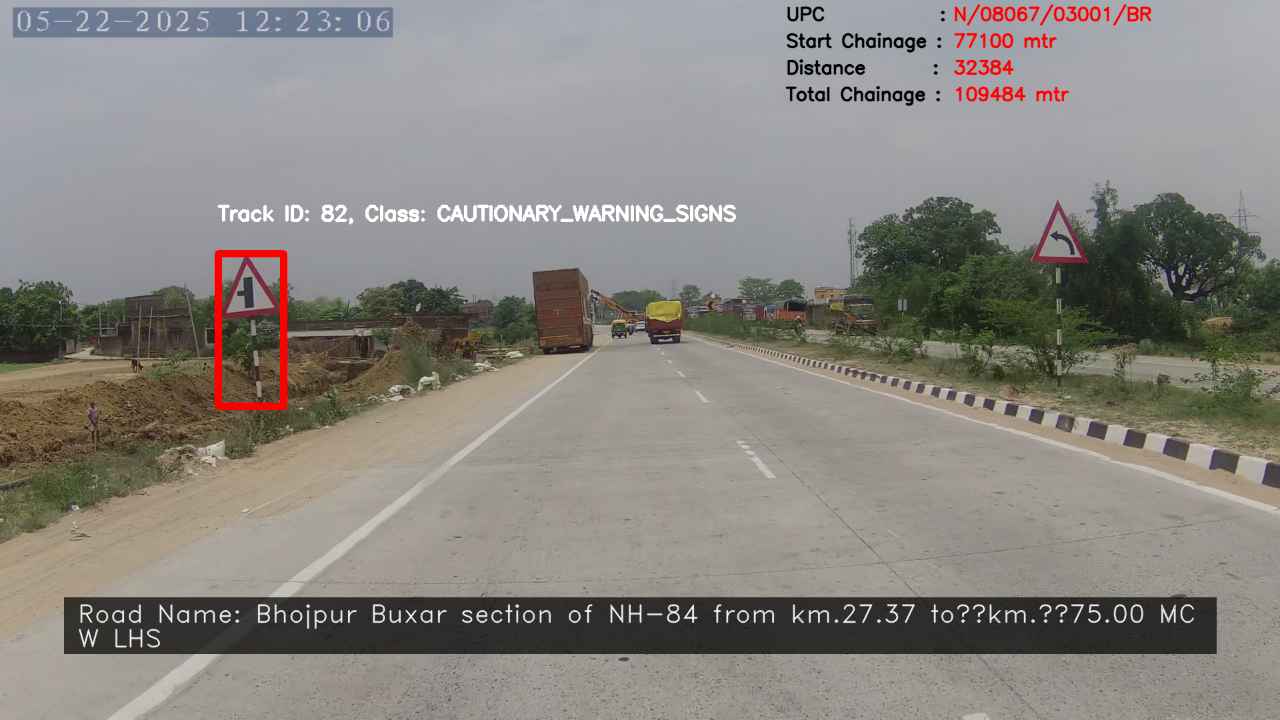 05-22-2025 12:23:06
UPC : N/08067/03001/BR
Start Chainage : 77100 mtr
Distance : 32384
Total Chainage : 109484 mtr
Track ID: 82, Class: CAUTIONARY_WARNING_SIGNS
Road Name: Bhojpur Buxar section of NH-84 from km.27.37 to??km.??75.00 MC
W LHS